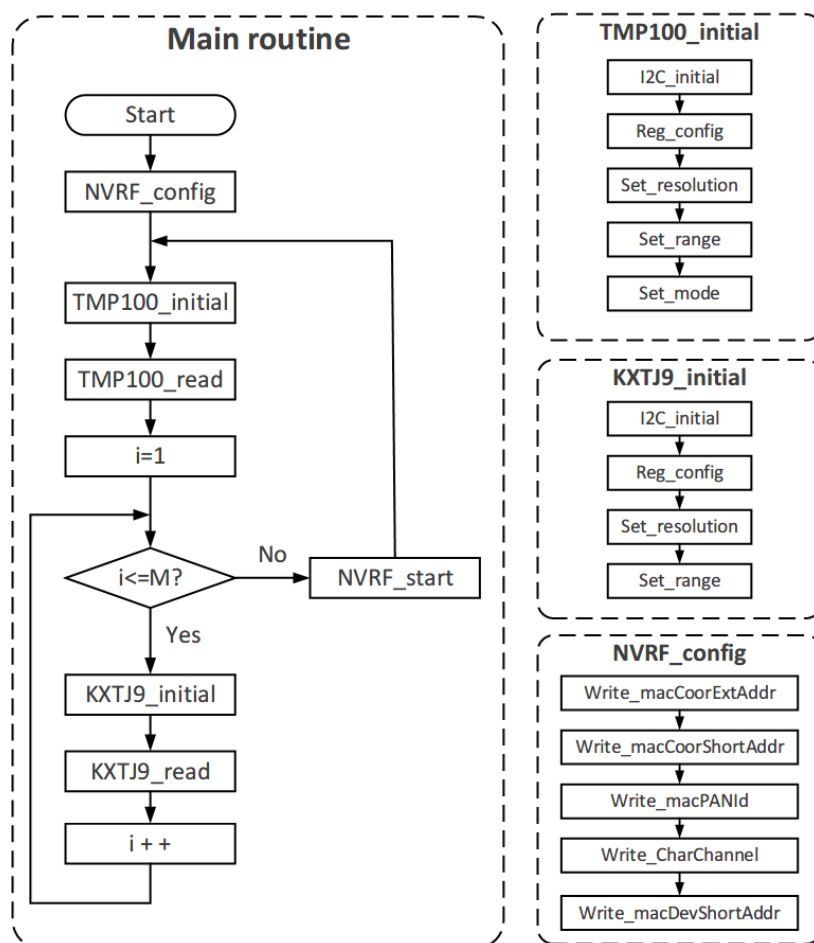 Main routine
Start
NVRF_config
TMP100_initial
TMP100_read
i=1
i<=M?
No
NVRF_start
Yes
KXTJ9_initial
KXTJ9_read
i + +
TMP100_initial
I2C_initial
Reg_config
Set_resolution
Set_range
Set_mode
KXTJ9_initial
I2C_initial
Reg_config
Set_resolution
Set_range
NVRF_config
Write_macCoorExtAddr
Write_macCoorShortAddr
Write_macPANId
Write_CharChannel
Write_macDevShortAddr